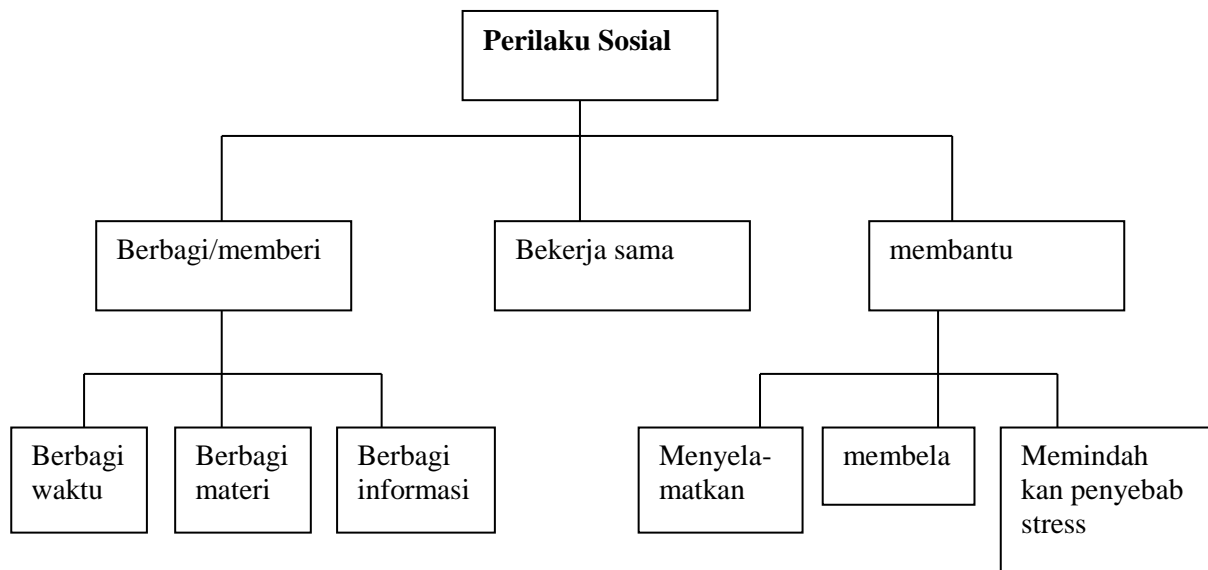 Perilaku Sosial
Berbagi/memberi
Bekerja sama
membantu
Berbagi
waktu
Berbagi
materi
Berbagi
informasi
Menyela-
matkan
membela
Memindah
kan penyebab
stress